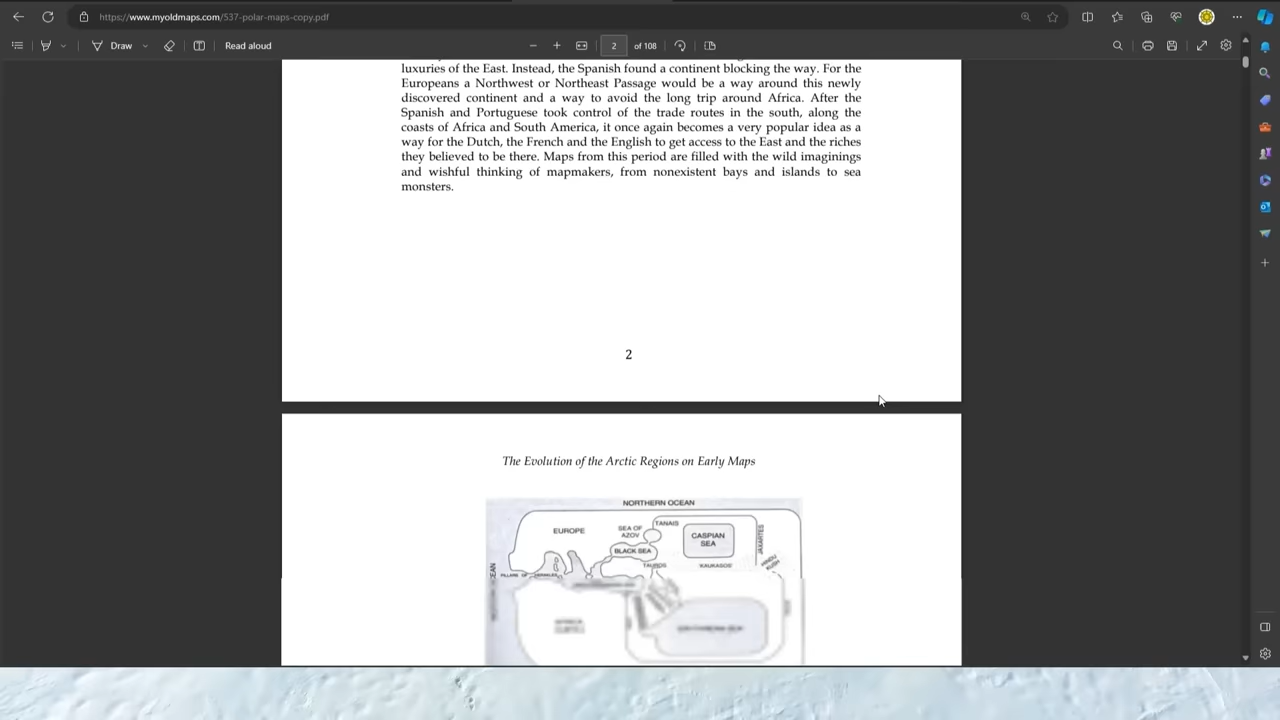 https://www.myoldmaps.com/537-polar-maps-copy.pdf
Draw
Read aloud
2 of 108
luxuries of the East. Instead, the Spanish found a continent blocking the way. For the
Europeans a Northwest or Northeast Passage would be a way around this newly
discovered continent and a way to avoid the long trip around Africa. After the
Spanish and Portuguese took control of the trade routes in the south, along the
coasts of Africa and South America, it once again becomes a very popular idea as a
way for the Dutch, the French and the English to get access to the East and the riches
they believed to be there. Maps from this period are filled with the wild imaginings
and wishful thinking of mapmakers, from nonexistent bays and islands to sea
monsters.
2
The Evolution of the Arctic Regions on Early Maps
NORTHERN OCEAN
EUROPE
SEA OF
AZOV
TANAIS
CASPIAN
SEA
JAXARTES
BLACK SEA
TAUROS
KAUKASOS
HINDU
KUSH
PILLARS OF